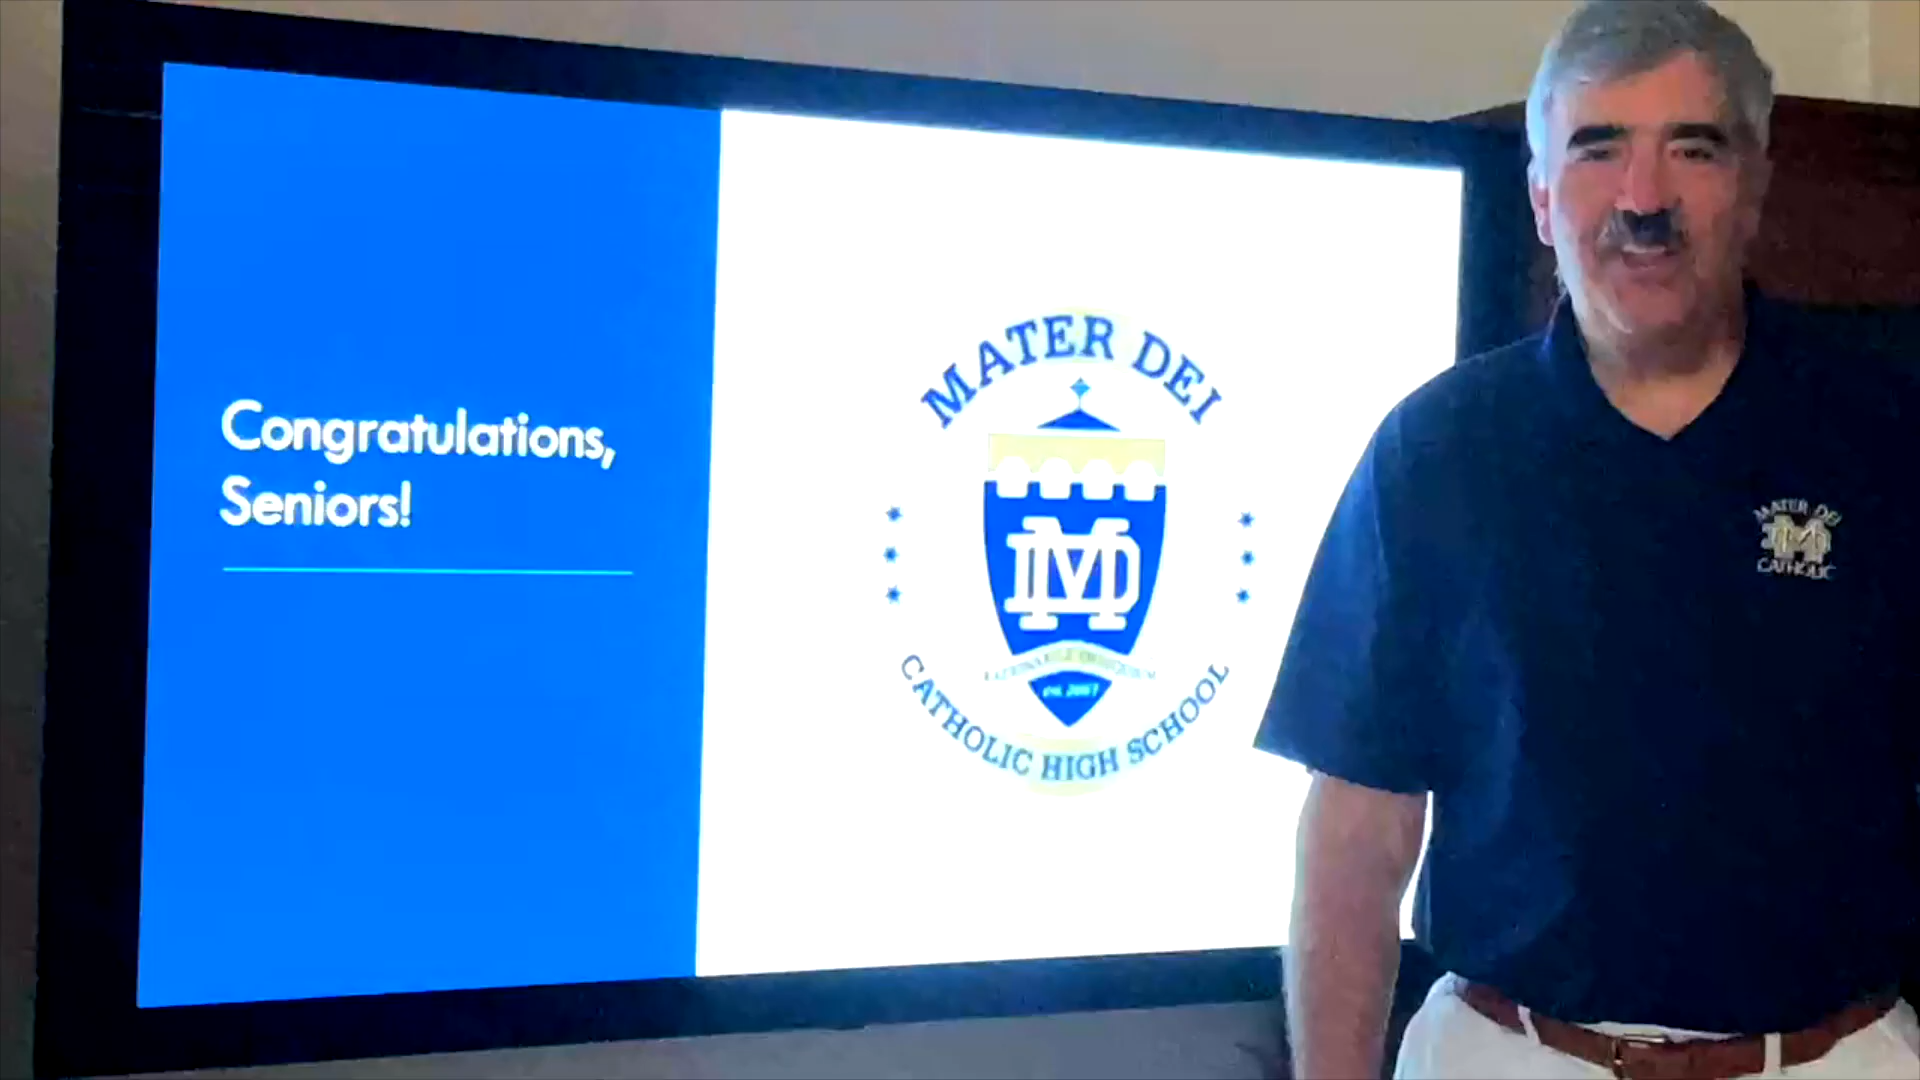 Congratulations,
Seniors!
MATER DEI
MD
CATHOLIC HIGH SCHOOL
MATER DEI
MD
CATHOLIC